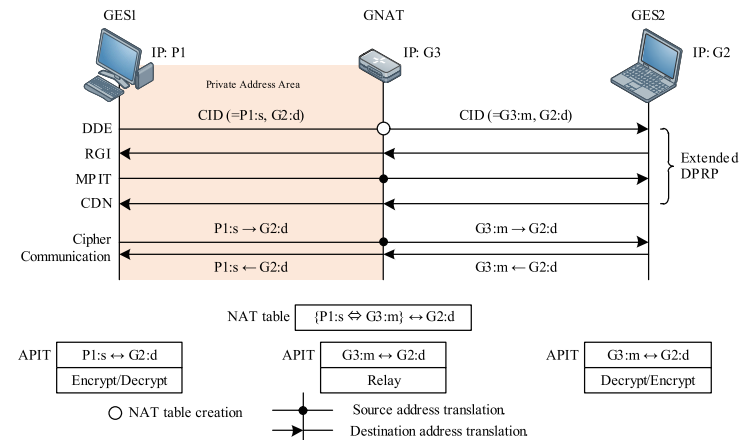 GES1
GNAT
GES2
IP: P1
IP: G3
IP: G2
Private Address Area
DDE
CID (=P1:s, G2:d)
CID (=G3:m, G2:d)
RGI
MPIT
CDN
Extended
DPRP
Cipher
Communication
P1:s → G2:d
G3:m → G2:d
P1:s ← G2:d
G3:m ← G2:d
NAT table
{P1:s ⇔ G3:m} ↔ G2:d
APIT
P1:s ↔ G2:d
Encrypt/Decrypt
APIT
G3:m ↔ G2:d
Relay
APIT
G3:m ↔ G2:d
Decrypt/Encrypt
NAT table creation
Source address translation.
Destination address translation.